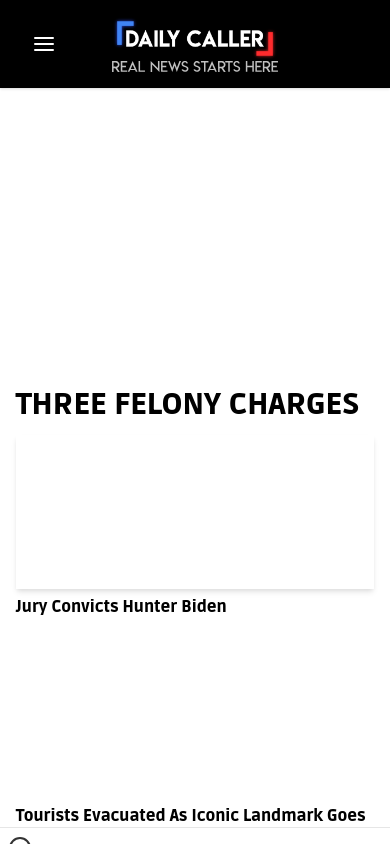 DAILY CALLER
REAL NEWS STARTS HERE
THREE FELONY CHARGES
Jury Convicts Hunter Biden
Tourists Evacuated As Iconic Landmark Goes